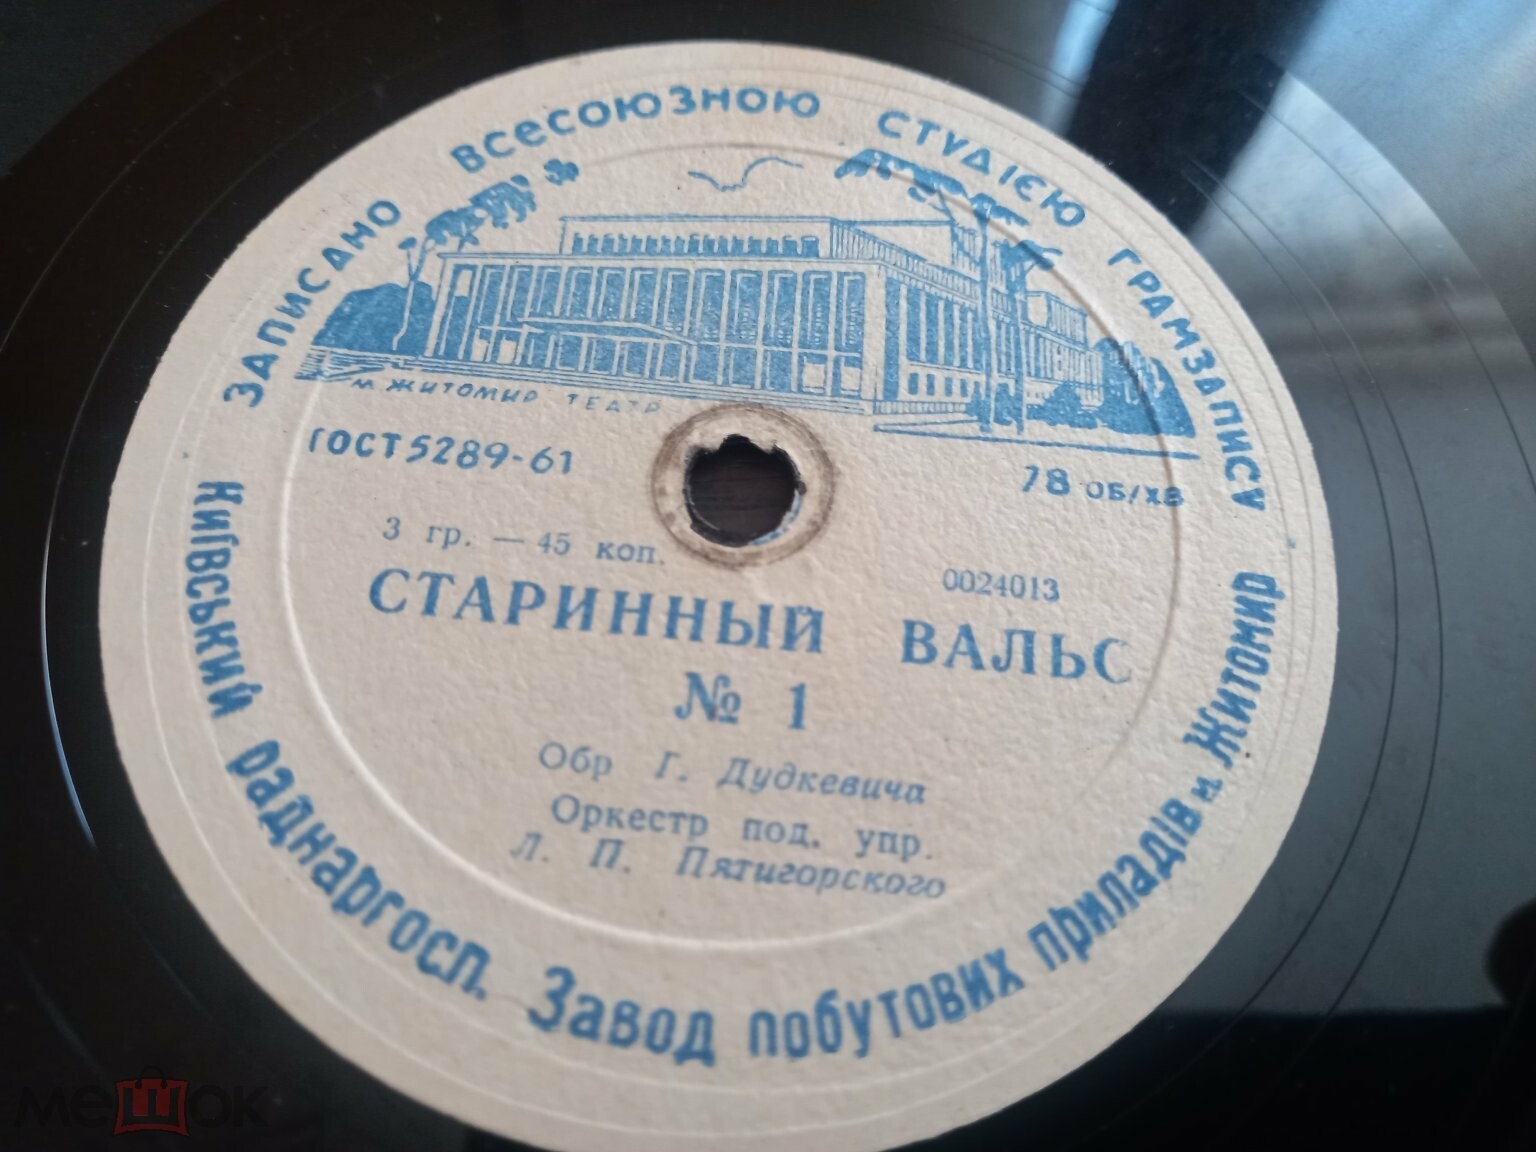 ЗАПИСАНО ВСЕСОЮЗНОЮ СТУДІЄЮ ГРАМЗАПИСУ
м. ЖИТОМИР ТЕАТР
ГОСТ 5289-61
78 ОБ/ХВ
3 гр. — 45 коп.
0024013
СТАРИННЫЙ ВАЛЬС
№ 1
Обр Г. Дудкевича
Оркестр под. упр.
Л. П. Пятигорского
Київський раднаргосп. Завод побутових приладів м. Житомир
мешок